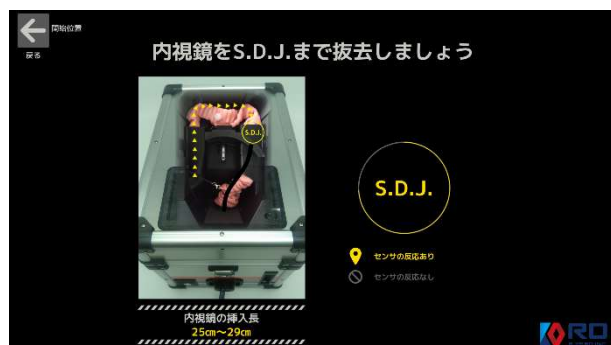 開始位置
戻る
内視鏡をS.D.J.まで抜去しましょう
S.D.J.
S.D.J.
センサの反応あり
センサの反応なし
内視鏡の挿入長
25cm～29cm
RO